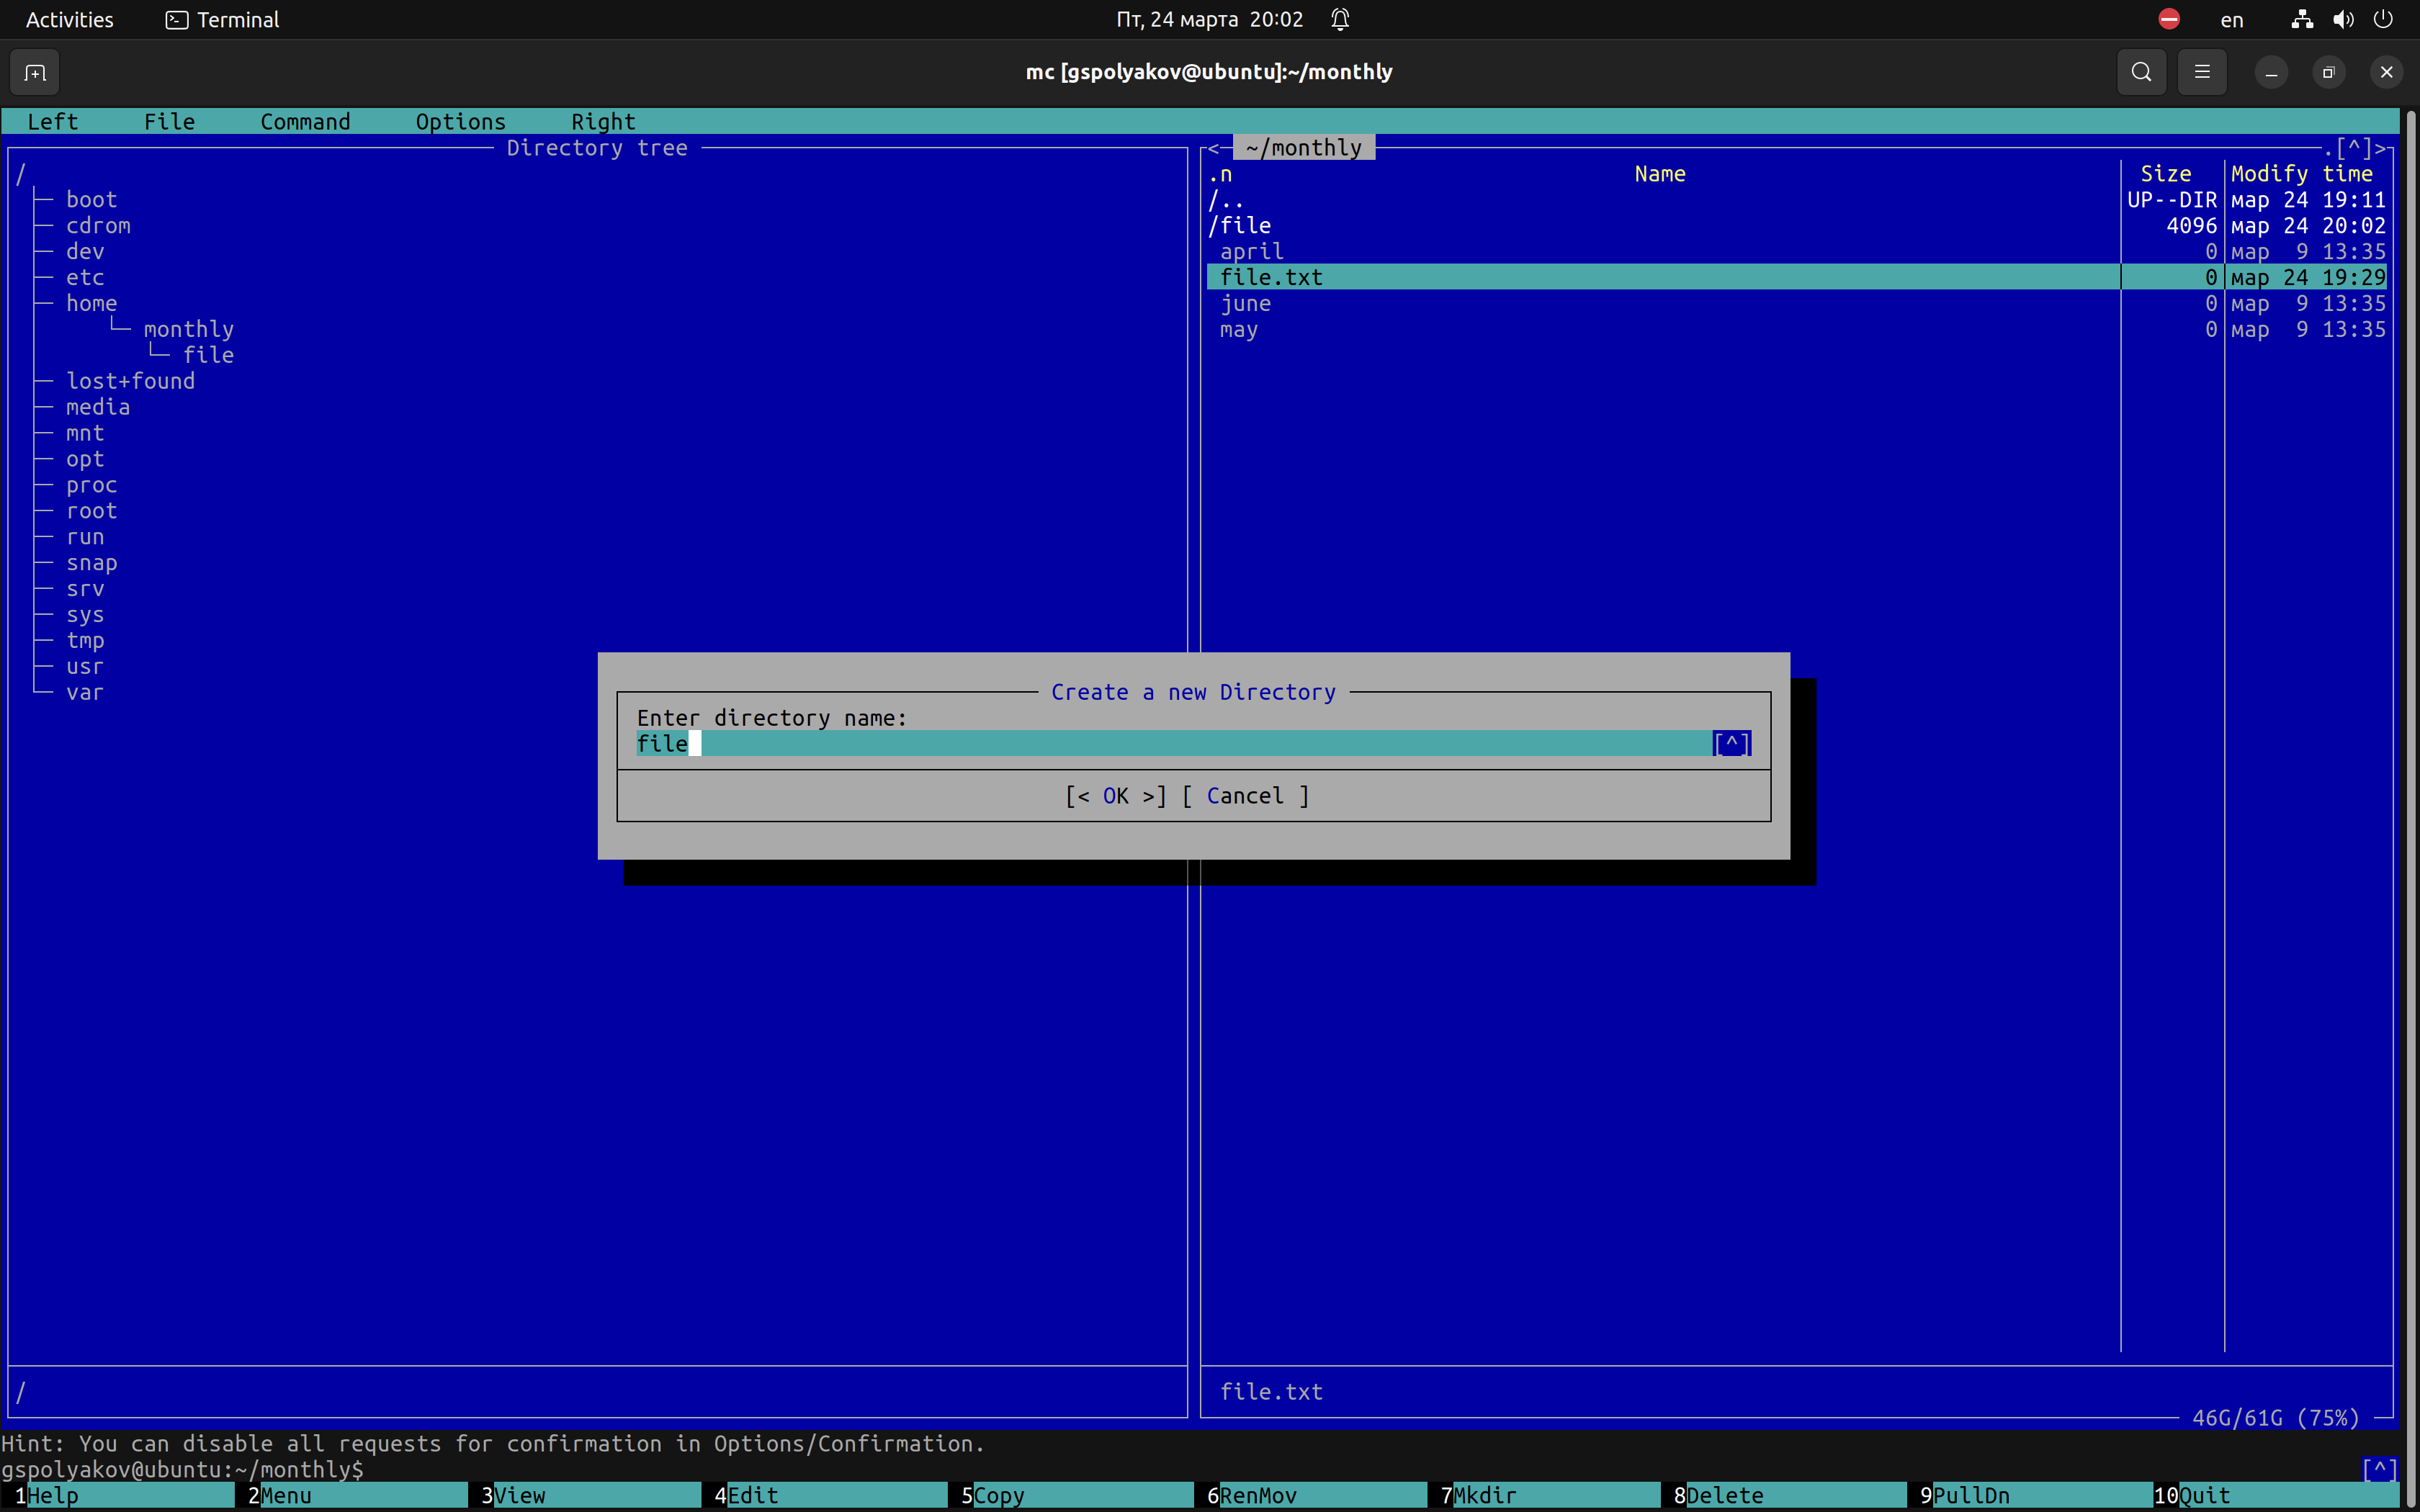 Activities Terminal Пт, 24 марта 20:02 en
mc [gspolyakov@ubuntu]:~/monthly
Left File Command Options Right
Directory tree
/
boot
cdrom
dev
etc
home
monthly
file
lost+found
media
mnt
opt
proc
root
run
snap
srv
sys
tmp
usr
var
/
<─ ~/monthly .[^]>
.n Name Size Modify time
/.. UP--DIR мар 24 19:11
/file 4096 мар 24 20:02
april 0 мар 9 13:35
file.txt 0 мар 24 19:29
june 0 мар 9 13:35
may 0 мар 9 13:35
file.txt
46G/61G (75%)
Create a new Directory
Enter directory name:
file [^]
[< OK >] [ Cancel ]
Hint: You can disable all requests for confirmation in Options/Confirmation.
gspolyakov@ubuntu:~/monthly$ [^]
1Help 2Menu 3View 4Edit 5Copy 6RenMov 7Mkdir 8Delete 9PullDn 10Quit